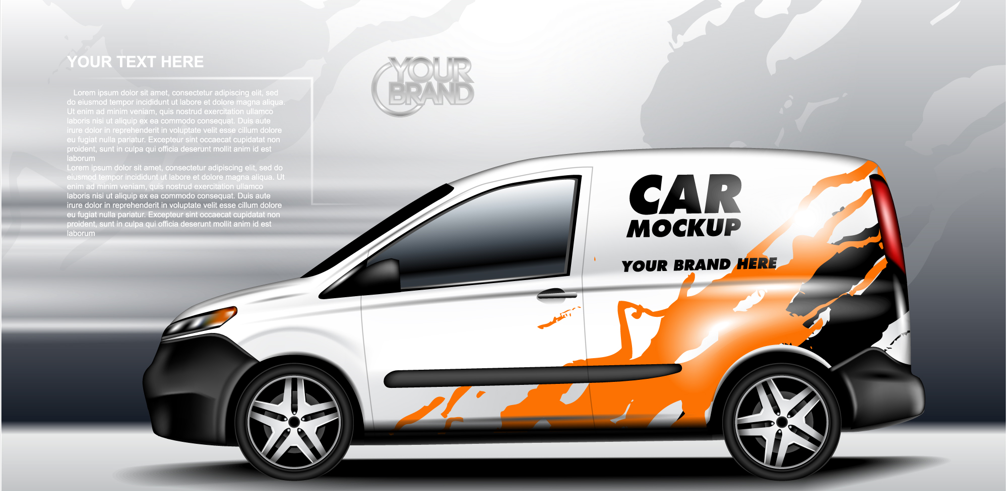 YOUR TEXT HERE
Lorem ipsum dolor sit amet, consectetur adipiscing elit, sed
do eiusmod tempor incididunt ut labore et dolore magna aliqua.
Ut enim ad minim veniam, quis nostrud exercitation ullamco
laboris nisi ut aliquip ex ea commodo consequat. Duis aute
irure dolor in reprehenderit in voluptate velit esse cillum dolore
eu fugiat nulla pariatur. Excepteur sint occaecat cupidatat non
proident, sunt in culpa qui officia deserunt mollit anim id est
laborum
Lorem ipsum dolor sit amet, consectetur adipiscing elit, sed do
eiusmod tempor incididunt ut labore et dolore magna aliqua. Ut
enim ad minim veniam, quis nostrud exercitation ullamco
laboris nisi ut aliquip ex ea commodo consequat. Duis aute
irure dolor in reprehenderit in voluptate velit esse cillum dolore
eu fugiat nulla pariatur. Excepteur sint occaecat cupidatat non
proident, sunt in culpa qui officia deserunt mollit anim id est
laborum
YOUR
BRAND
CAR
MOCKUP
YOUR BRAND HERE